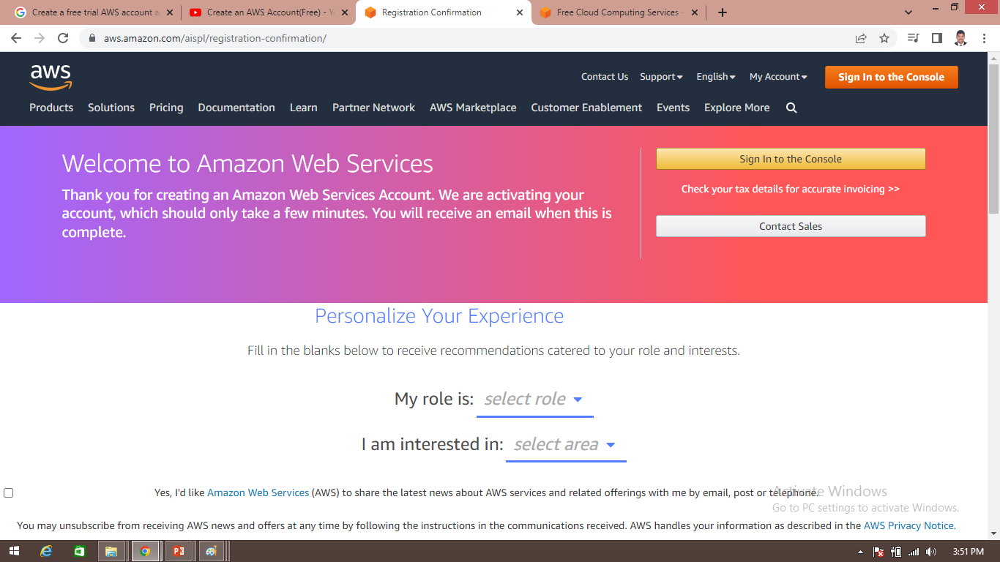 Create a free trial AWS account a
Create an AWS Account(Free) - Y
Registration Confirmation
Free Cloud Computing Services -
aws.amazon.com/aispl/registration-confirmation/
aws
Contact Us Support English My Account Sign In to the Console
Products Solutions Pricing Documentation Learn Partner Network AWS Marketplace Customer Enablement Events Explore More
Welcome to Amazon Web Services
Thank you for creating an Amazon Web Services Account. We are activating your
account, which should only take a few minutes. You will receive an email when this is
complete.
Sign In to the Console
Check your tax details for accurate invoicing >>
Contact Sales
Personalize Your Experience
Fill in the blanks below to receive recommendations catered to your role and interests.
My role is: select role
I am interested in: select area
Yes, I'd like Amazon Web Services (AWS) to share the latest news about AWS services and related offerings with me by email, post or telephone.
Activate Windows
Go to PC settings to activate Windows.
You may unsubscribe from receiving AWS news and offers at any time by following the instructions in the communications received. AWS handles your information as described in the AWS Privacy Notice.
3:51 PM